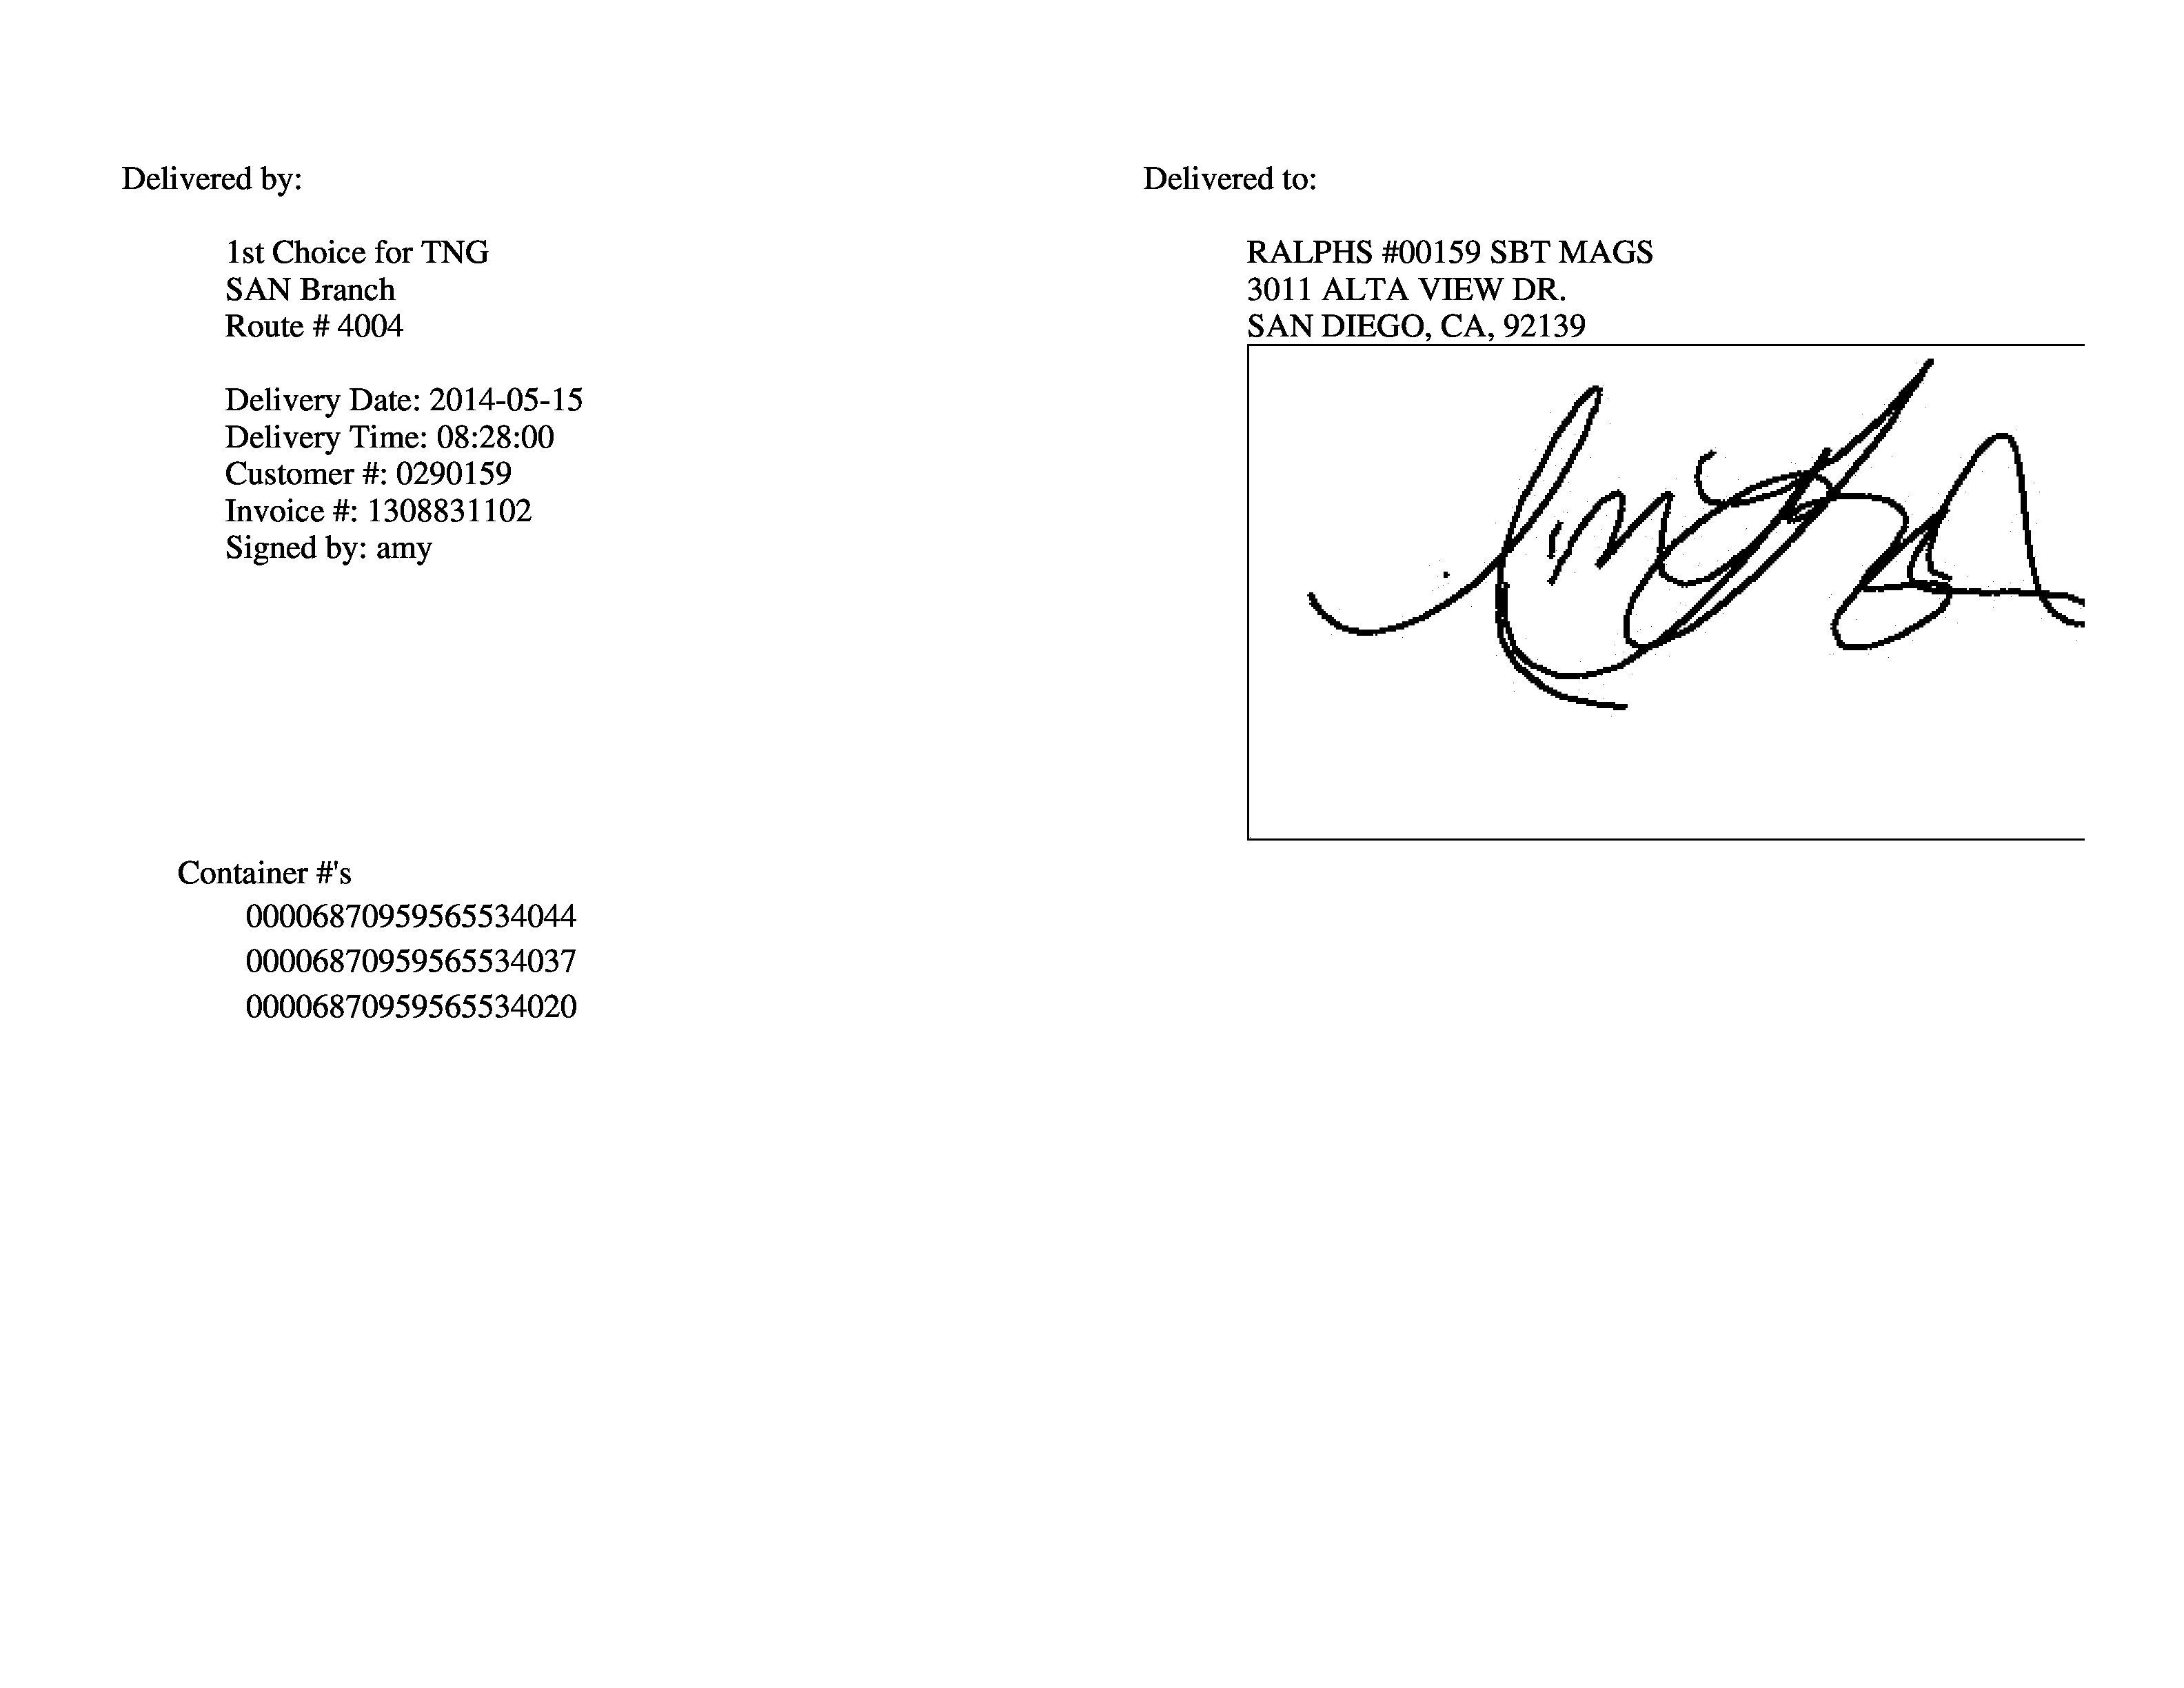 Delivered by:
1st Choice for TNG
SAN Branch
Route # 4004
Delivery Date: 2014-05-15
Delivery Time: 08:28:00
Customer #: 0290159
Invoice #: 1308831102
Signed by: amy
Delivered to:
RALPHS #00159 SBT MAGS
3011 ALTA VIEW DR.
SAN DIEGO, CA, 92139
Container #'s
00006870959565534044
00006870959565534037
00006870959565534020